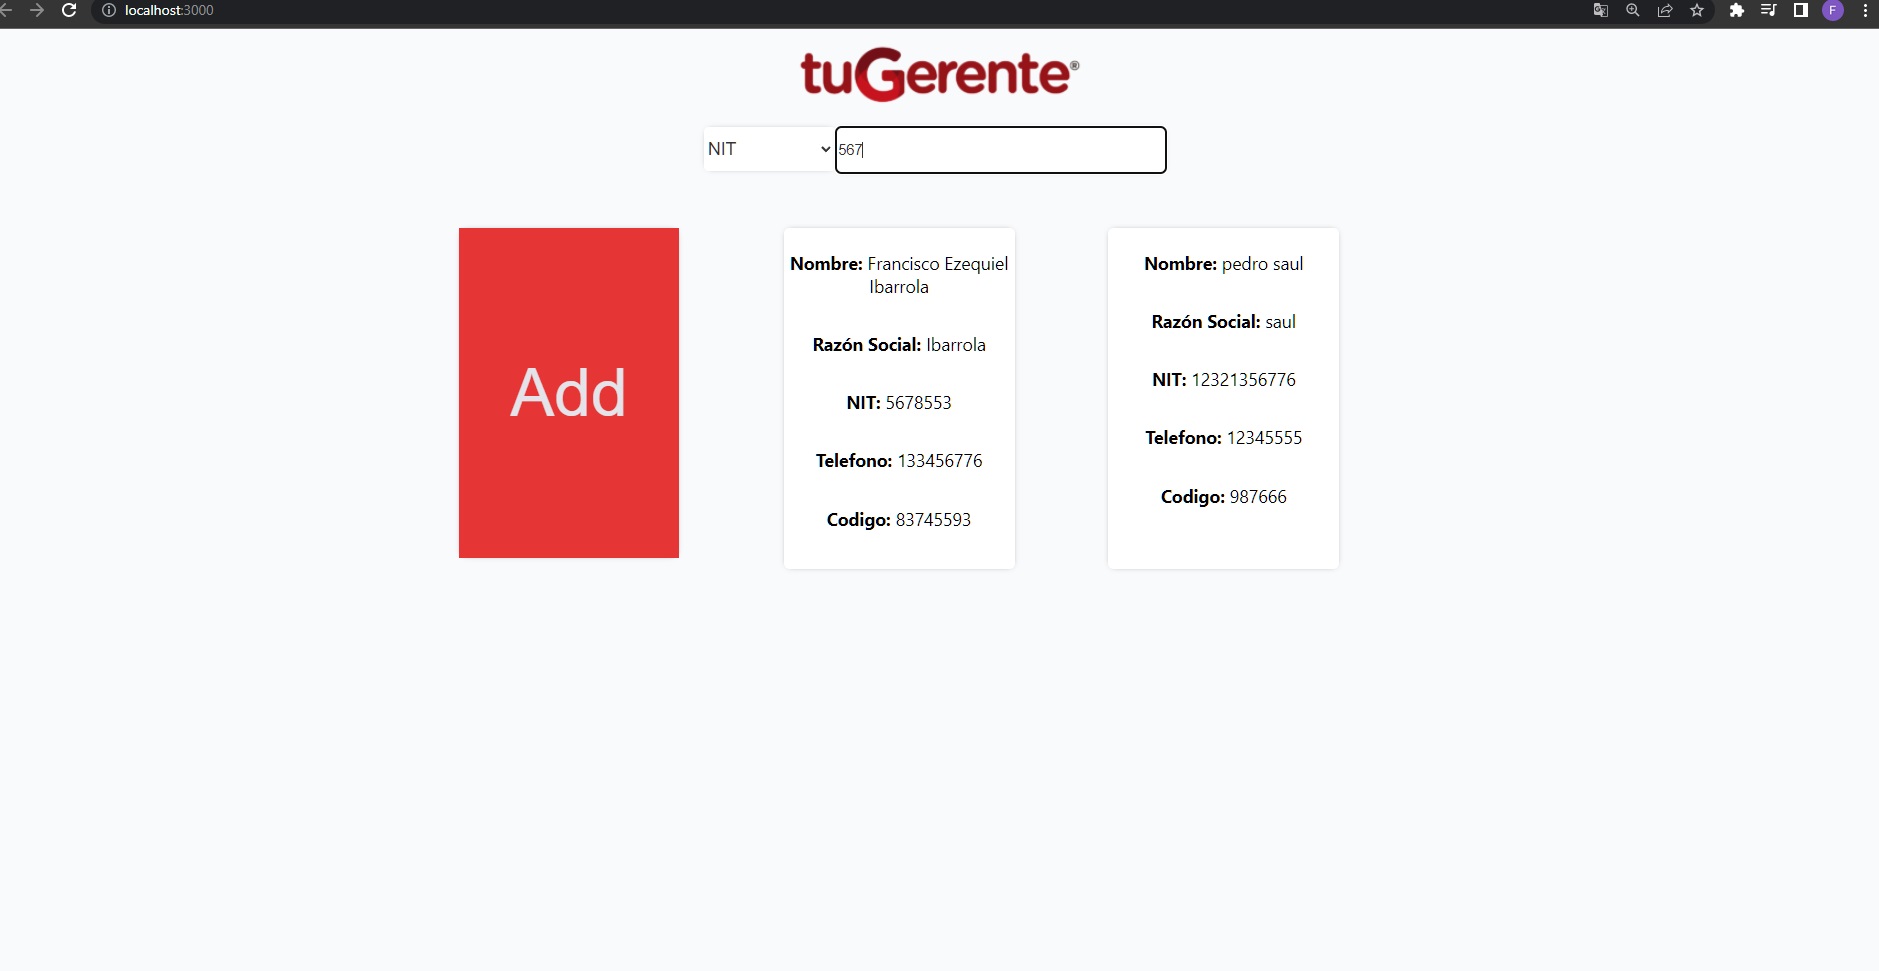 localhost:3000
F
tuGerente®
NIT
567
Add
Nombre: Francisco Ezequiel
Ibarrola
Razón Social: Ibarrola
NIT: 5678553
Telefono: 133456776
Codigo: 83745593
Nombre: pedro saul
Razón Social: saul
NIT: 12321356776
Telefono: 12345555
Codigo: 987666